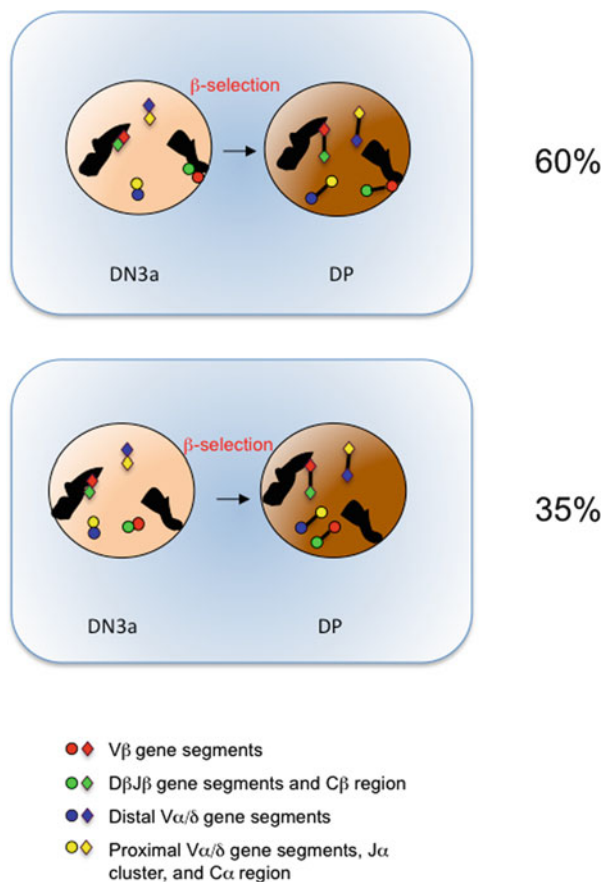 β-selection
60%
DN3a DP
β-selection
35%
DN3a DP
Vβ gene segments
DβJβ gene segments and Cβ region
Distal Vα/δ gene segments
Proximal Vα/δ gene segments, Jα
cluster, and Cα region